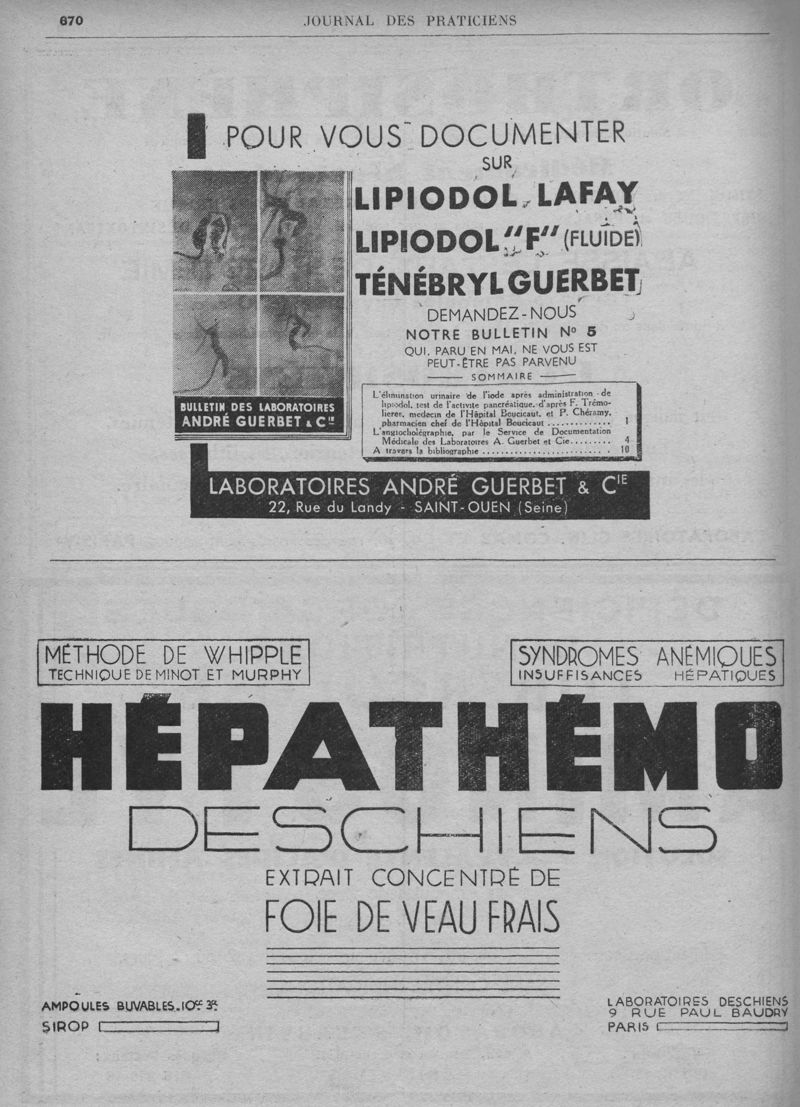 670
JOURNAL DES PRATICIENS
POUR VOUS DOCUMENTER
SUR
LIPIODOL LAFAY
LIPIODOL "F" (FLUIDE)
TÉNÉBRYL GUERBET
DEMANDEZ-NOUS
NOTRE BULLETIN No 5
QUI, PARU EN MAI, NE VOUS EST
PEUT-ÊTRE PAS PARVENU
SOMMAIRE
L'élimination urinaire de l'iode après administration de
lipiodol, test de l'activité pancréatique, d'après F. Trémo-
lieres, medecin de l'Hôpital Boucicaut, et P. Chéramy,
pharmacien chef de l'Hôpital Boucicaut .............. 1
L'angiocholégraphie, par le Service de Documentation
Médicale des Laboratoires A. Guerbet et Cie......... 4
A travers la bibliographie ......................... 10
BULLETIN DES LABORATOIRES
ANDRÉ GUERBET & CIE
LABORATOIRES ANDRÉ GUERBET & CIE
22, Rue du Landy - SAINT-OUEN (Seine)
MÉTHODE DE WHIPPLE
TECHNIQUE DE MINOT ET MURPHY
SYNDROMES ANÉMIQUES
INSUFFISANCES HÉPATIQUES
HÉPATHÉMO
DESCHIENS
EXTRAIT CONCENTRÉ DE
FOIE DE VEAU FRAIS
AMPOULES BUVABLES
SIROP
LABORATOIRES DESCHIENS
9 RUE PAUL BAUDRY
PARIS